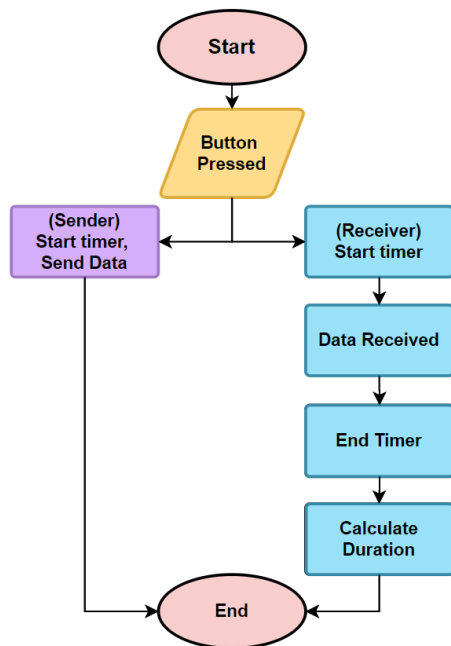 Start
Button
Pressed
(Sender)
Start timer,
Send Data
(Receiver)
Start timer
Data Received
End Timer
Calculate
Duration
End